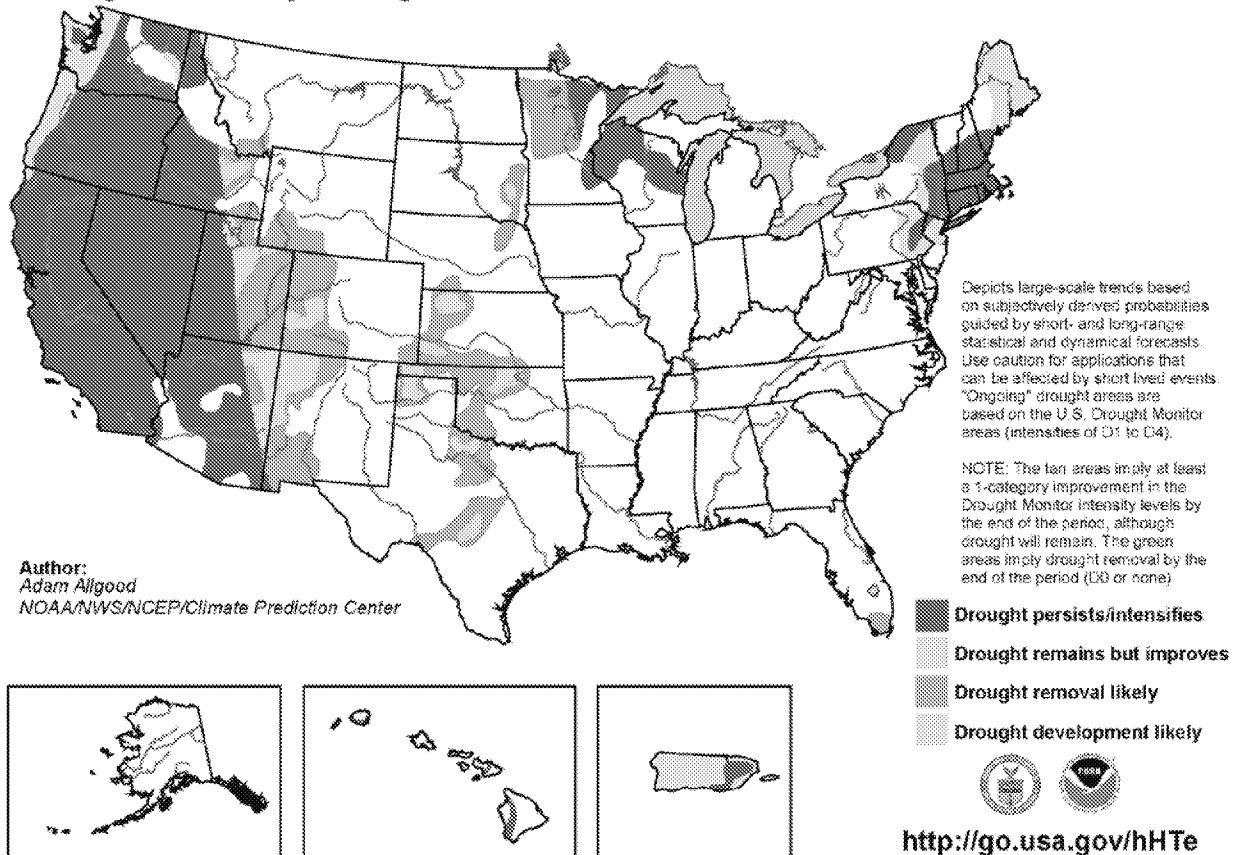 Depicts large-scale trends based
on subjectively derived probabilities
guided by short- and long-range
statistical and dynamical forecasts.
Use caution for applications that
can be affected by short lived events.
"Ongoing" drought areas are
based on the U.S. Drought Monitor
areas (intensities of D1 to D4).
NOTE: The tan areas imply at least
a 1-category improvement in the
Drought Monitor intensity levels by
the end of the period, although
drought will remain. The green
areas imply drought removal by the
end of the period (D0 or none)
Author:
Adam Allgood
NOAA/NWS/NCEP/Climate Prediction Center
Drought persists/intensifies
Drought remains but improves
Drought removal likely
Drought development likely
http://go.usa.gov/hHTe